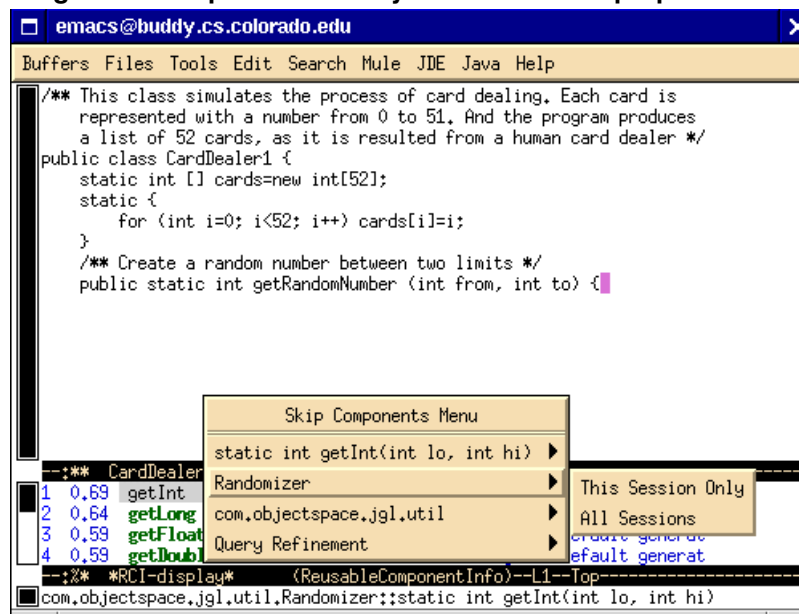 emacs@buddy.cs.colorado.edu
Buffers Files Tools Edit Search Mule JDE Java Help
/** This class simulates the process of card dealing. Each card is
represented with a number from 0 to 51. And the program produces
a list of 52 cards, as it is resulted from a human card dealer */
public class CardDealer1 {
static int [] cards=new int[52];
static {
for (int i=0; i<52; i++) cards[i]=i;
}
/** Create a random number between two limits */
public static int getRandomNumber (int from, int to) {
Skip Components Menu
static int getInt(int lo, int hi)
Randomizer
This Session Only
All Sessions
com.objectspace.jgl.util
Query Refinement
--:** CardDealer
1 0.69 getInt
2 0.64 getLong
3 0.59 getFloat
4 0.59 getDoubl efault generat
--:%* *RCI-display* (ReusableComponentInfo)--L1--Top----
com.objectspace.jgl.util.Randomizer::static int getInt(int lo, int hi)